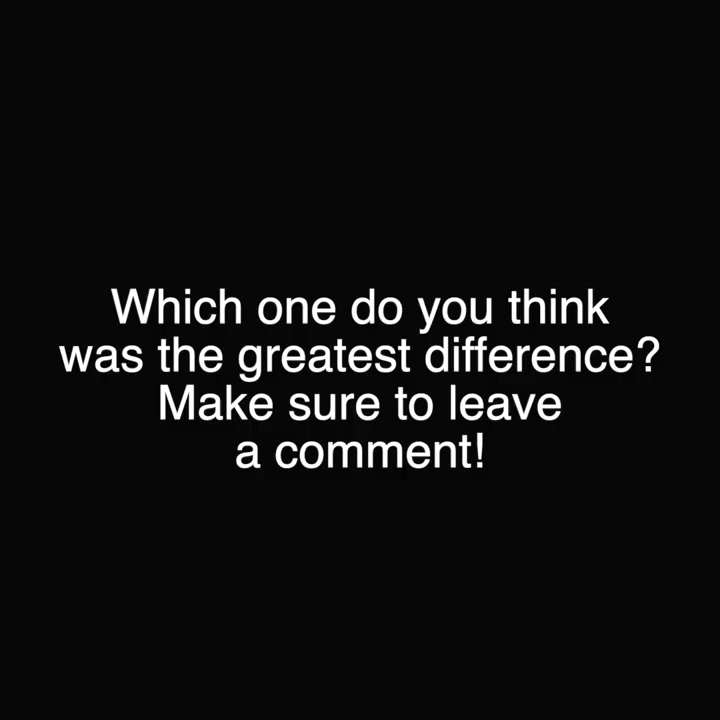 Which one do you think
was the greatest difference?
Make sure to leave
a comment!